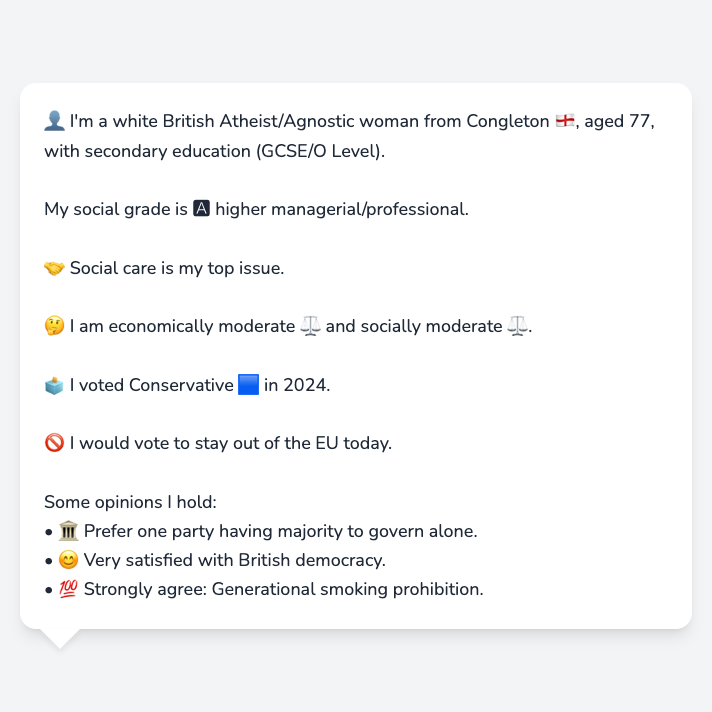 👤 I'm a white British Atheist/Agnostic woman from Congleton 🏴󠁧󠁢󠁥󠁮󠁧󠁿, aged 77,
with secondary education (GCSE/O Level).
My social grade is 🅰 higher managerial/professional.
🤝 Social care is my top issue.
🤔 I am economically moderate ⚖️ and socially moderate ⚖️.
🗳️ I voted Conservative 🟦 in 2024.
🚫 I would vote to stay out of the EU today.
Some opinions I hold:
• 🏛️ Prefer one party having majority to govern alone.
• 😊 Very satisfied with British democracy.
• 💯 Strongly agree: Generational smoking prohibition.